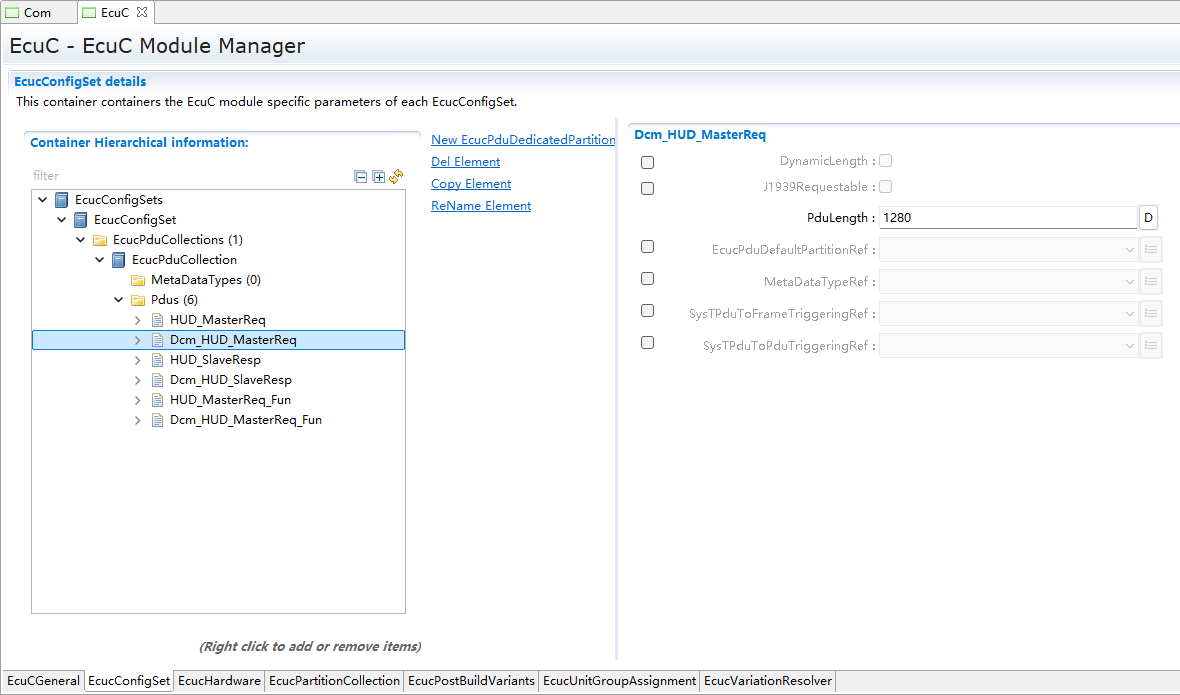 Com
EcuC
EcuC - EcuC Module Manager
EcucConfigSet details
This container containers the EcuC module specific parameters of each EcucConfigSet.
Container Hierarchical information:
filter
EcucConfigSets
EcucConfigSet
EcucPduCollections (1)
EcucPduCollection
MetaDataTypes (0)
Pdus (6)
HUD_MasterReq
Dcm_HUD_MasterReq
HUD_SlaveResp
Dcm_HUD_SlaveResp
HUD_MasterReq_Fun
Dcm_HUD_MasterReq_Fun
(Right click to add or remove items)
New EcucPduDedicatedPartition
Del Element
Copy Element
ReName Element
Dcm_HUD_MasterReq
DynamicLength :
J1939Requestable :
PduLength : 1280 D
EcucPduDefaultPartitionRef :
MetaDataTypeRef :
SysTPduToFrameTriggeringRef :
SysTPduToPduTriggeringRef :
EcuCGeneral EcucConfigSet EcucHardware EcucPartitionCollection EcucPostBuildVariants EcucUnitGroupAssignment EcucVariationResolver